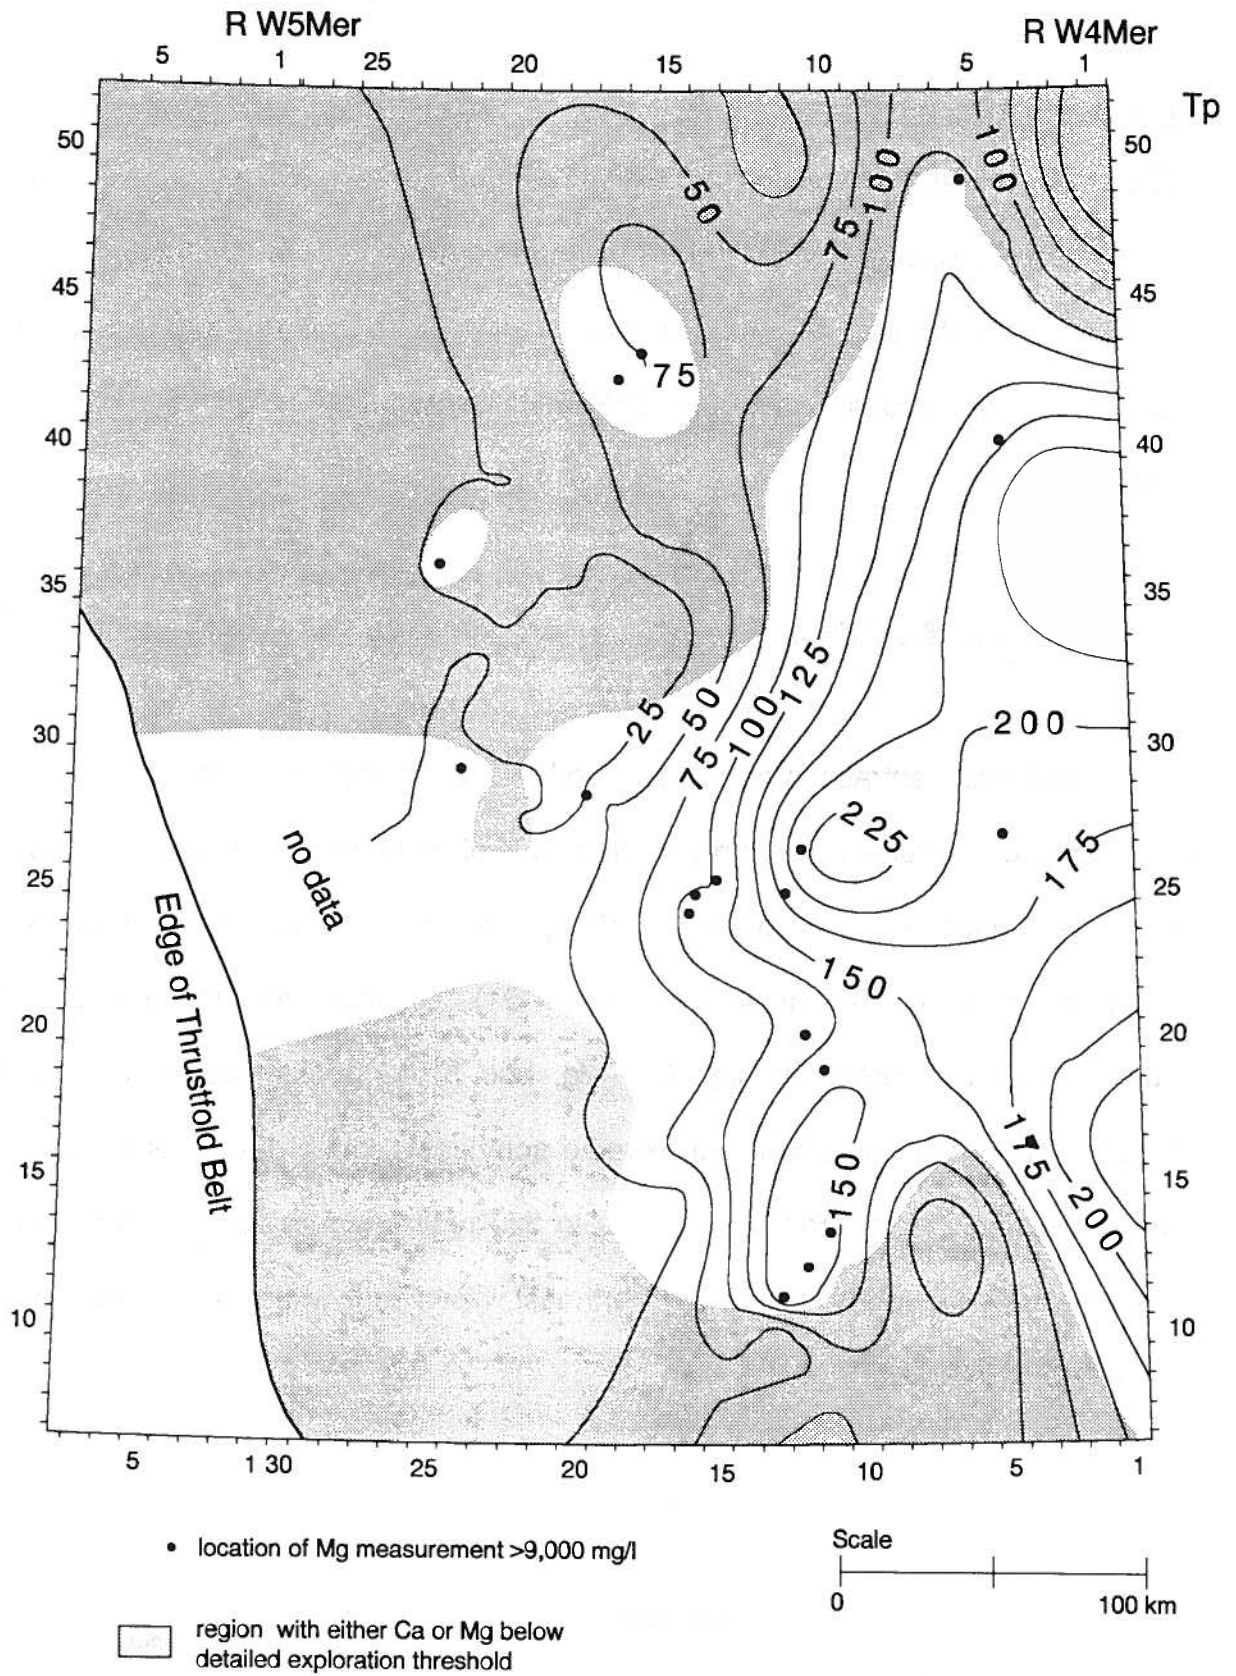 R W5Mer
R W4Mer
5 1 25 20 15 10 5 1
Tp
50
50
100
100
50
75
45
45
75
40
40
35
35
125
25
50
100
75
200
30
30
225
175
no data
25
25
150
Edge of Thrustfold Belt
20
20
175
150
15
15
200
10
10
5 1 30 25 20 15 10 5 1
location of Mg measurement >9,000 mg/l
Scale
0 100 km
region with either Ca or Mg below
detailed exploration threshold